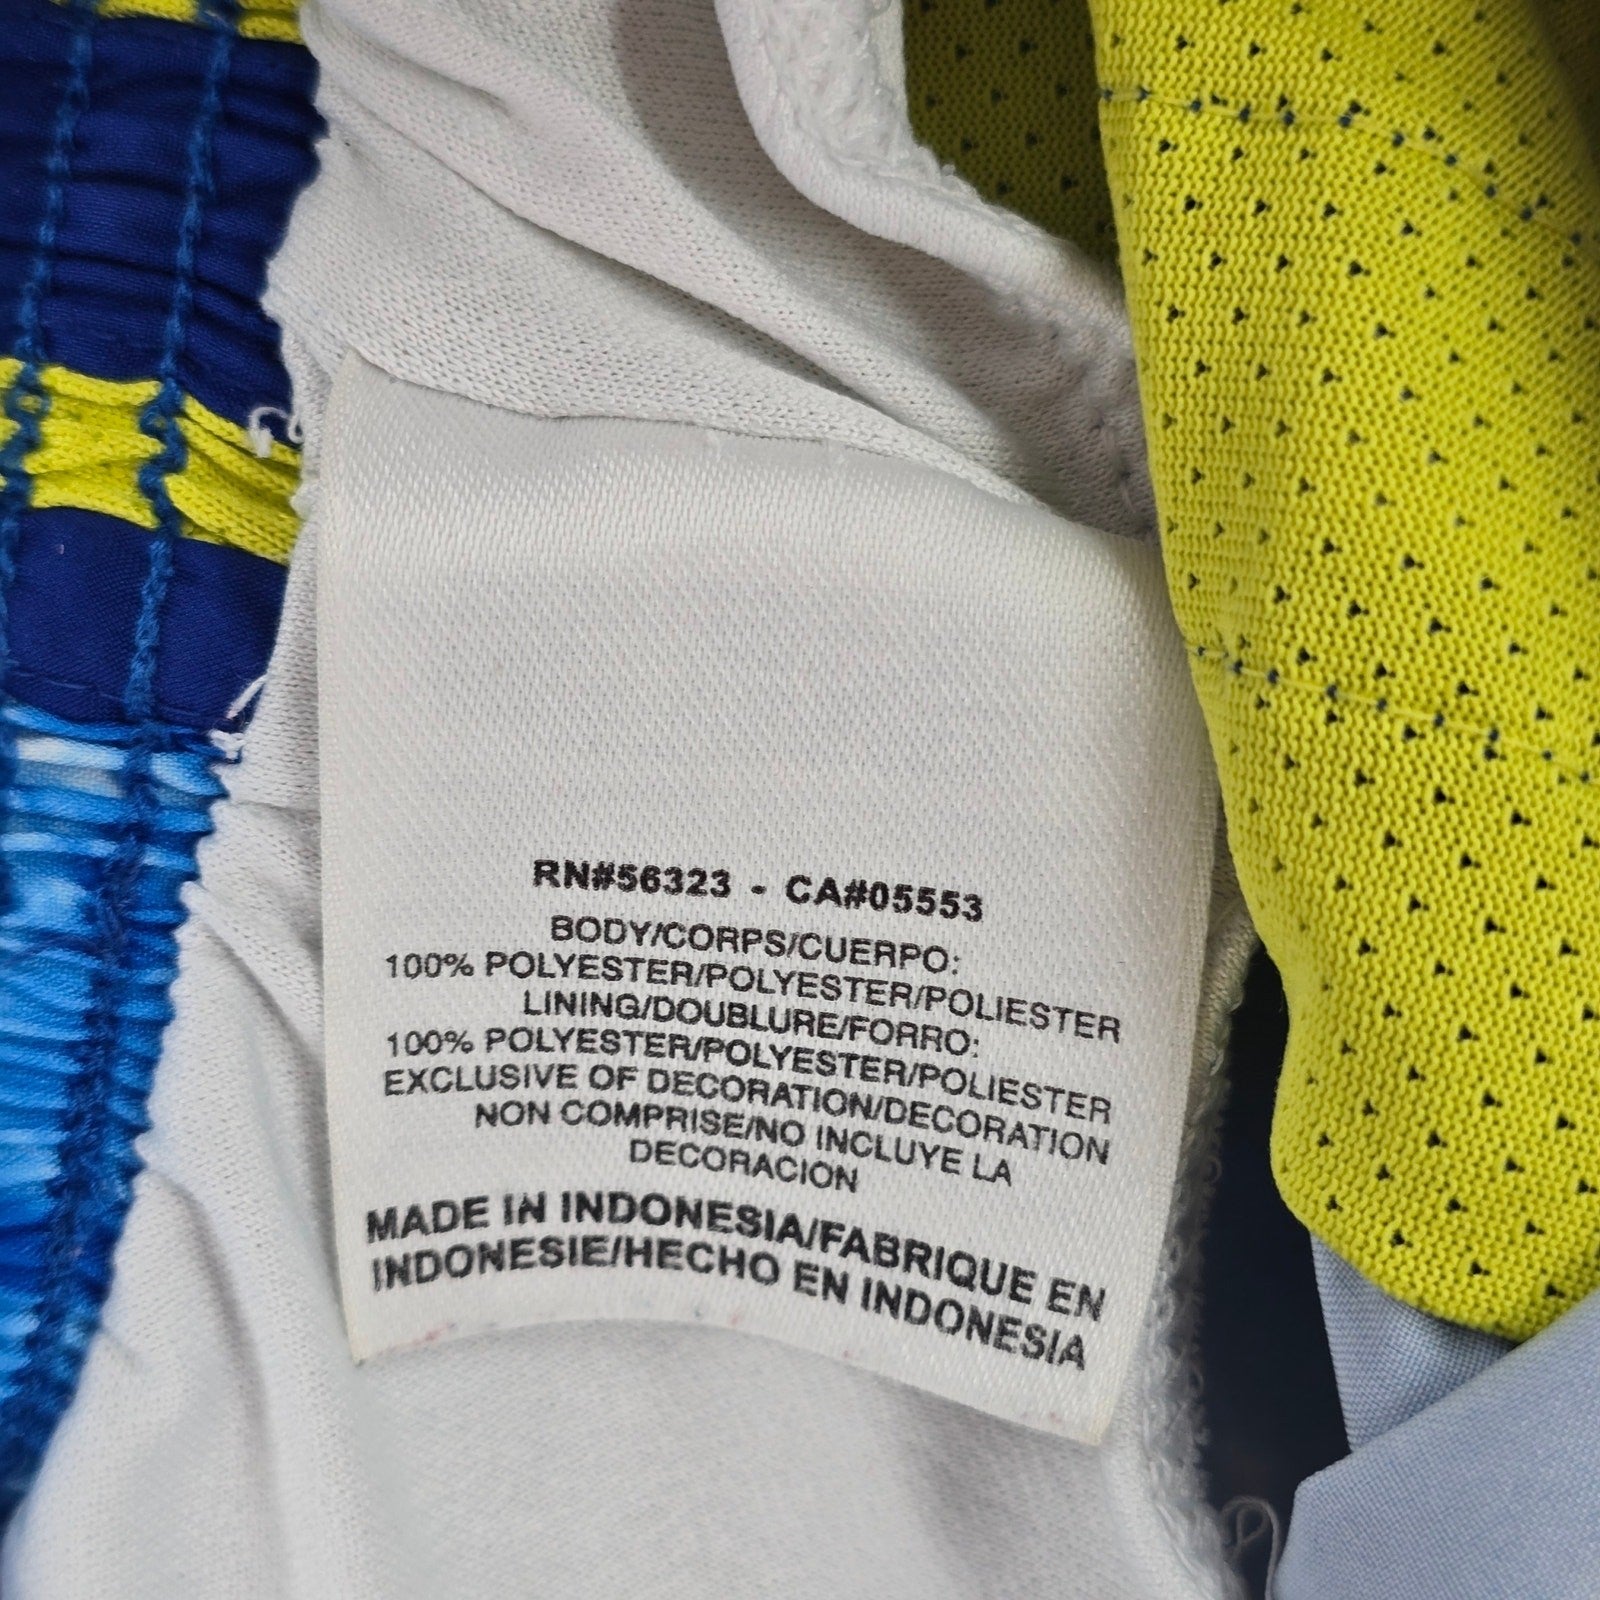 RN#56323 - CA#05553
BODY/CORPS/CUERPO:
100% POLYESTER/POLYESTER/POLIESTER
LINING/DOUBLURE/FORRO:
100% POLYESTER/POLYESTER/POLIESTER
EXCLUSIVE OF DECORATION/DECORATION
NON COMPRISE/NO INCLUYE LA
DECORACION
MADE IN INDONESIA/FABRIQUE EN
INDONESIE/HECHO EN INDONESIA